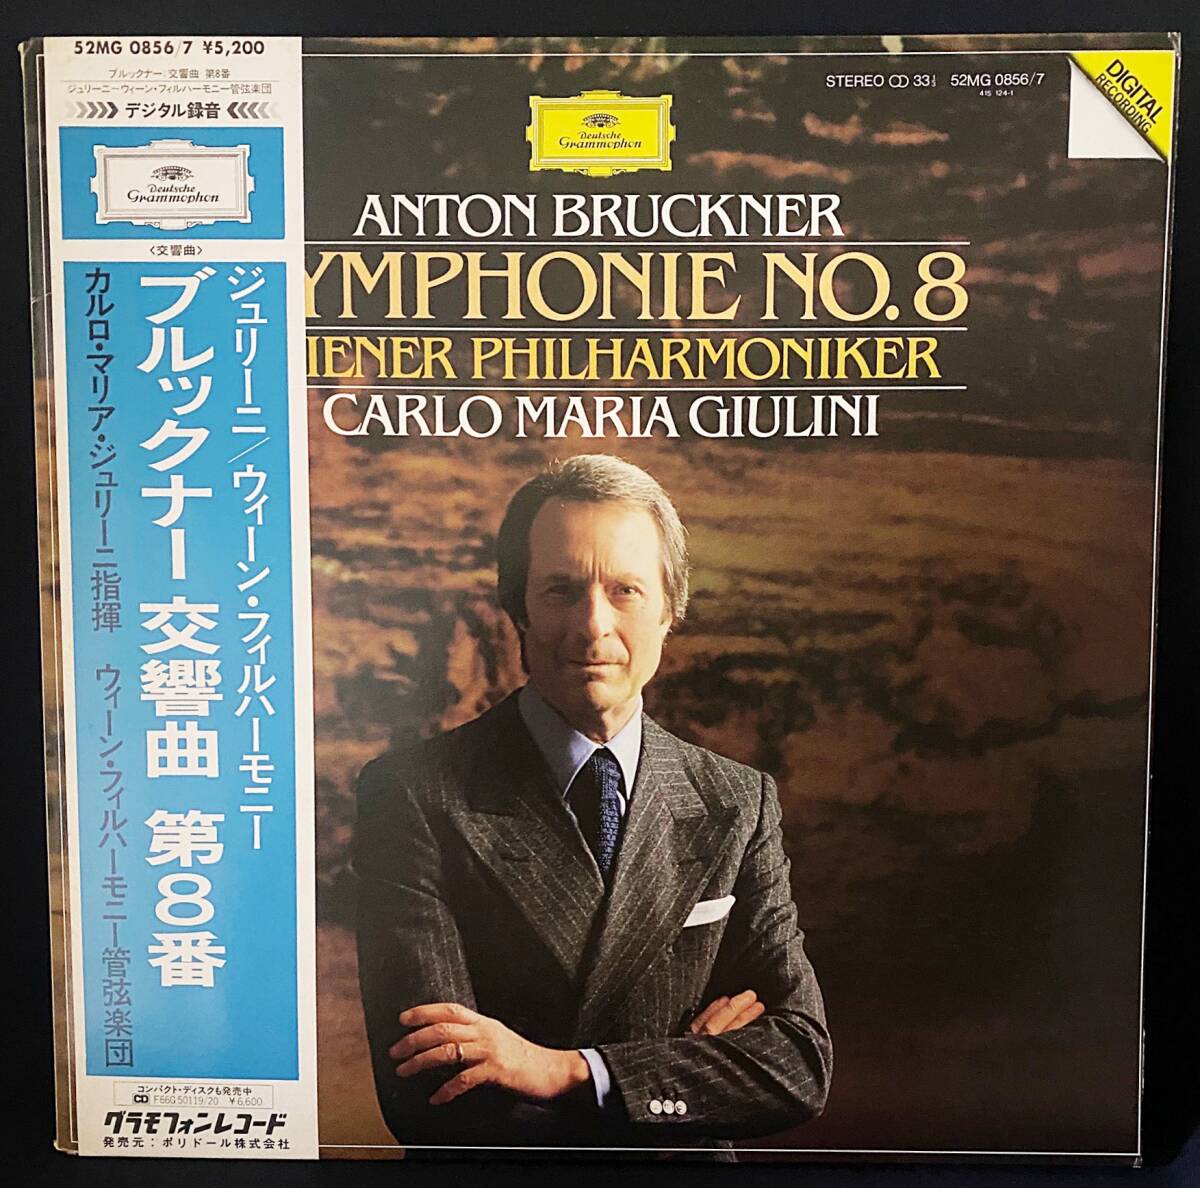 52MG 0856/7 ¥5,200
ブルックナー:交響曲 第8番
ジュリーニーウィーン・フィルハーモニー管弦楽団
デジタル録音
Deutsche
Grammophon
〈交響曲〉
ジュリーニ/ウィーン・フィルハーモニー
ブルックナー 交響曲 第8番
カルロ・マリア・ジュリーニ指揮 ウィーン・フィルハーモニー管弦楽団
コンパクト・ディスクも発売中
CD F66G 50119/20 ¥6,600
グラモフォンレコード
発売元:ポリドール株式会社
STEREO 33⅓ 52MG 0856/7
415 124-1
DIGITAL
RECORDING
Deutsche
Grammophon
ANTON BRUCKNER
YMPHONIE NO. 8
IENER PHILHARMONIKER
CARLO MARIA GIULINI